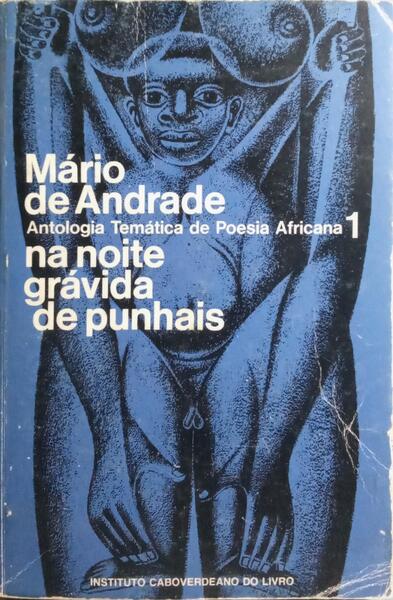 Mário
de Andrade
Antologia Temática de Poesia Africana 1
na noite
grávida
de punhais
INSTITUTO CABOVERDEANO DO LIVRO